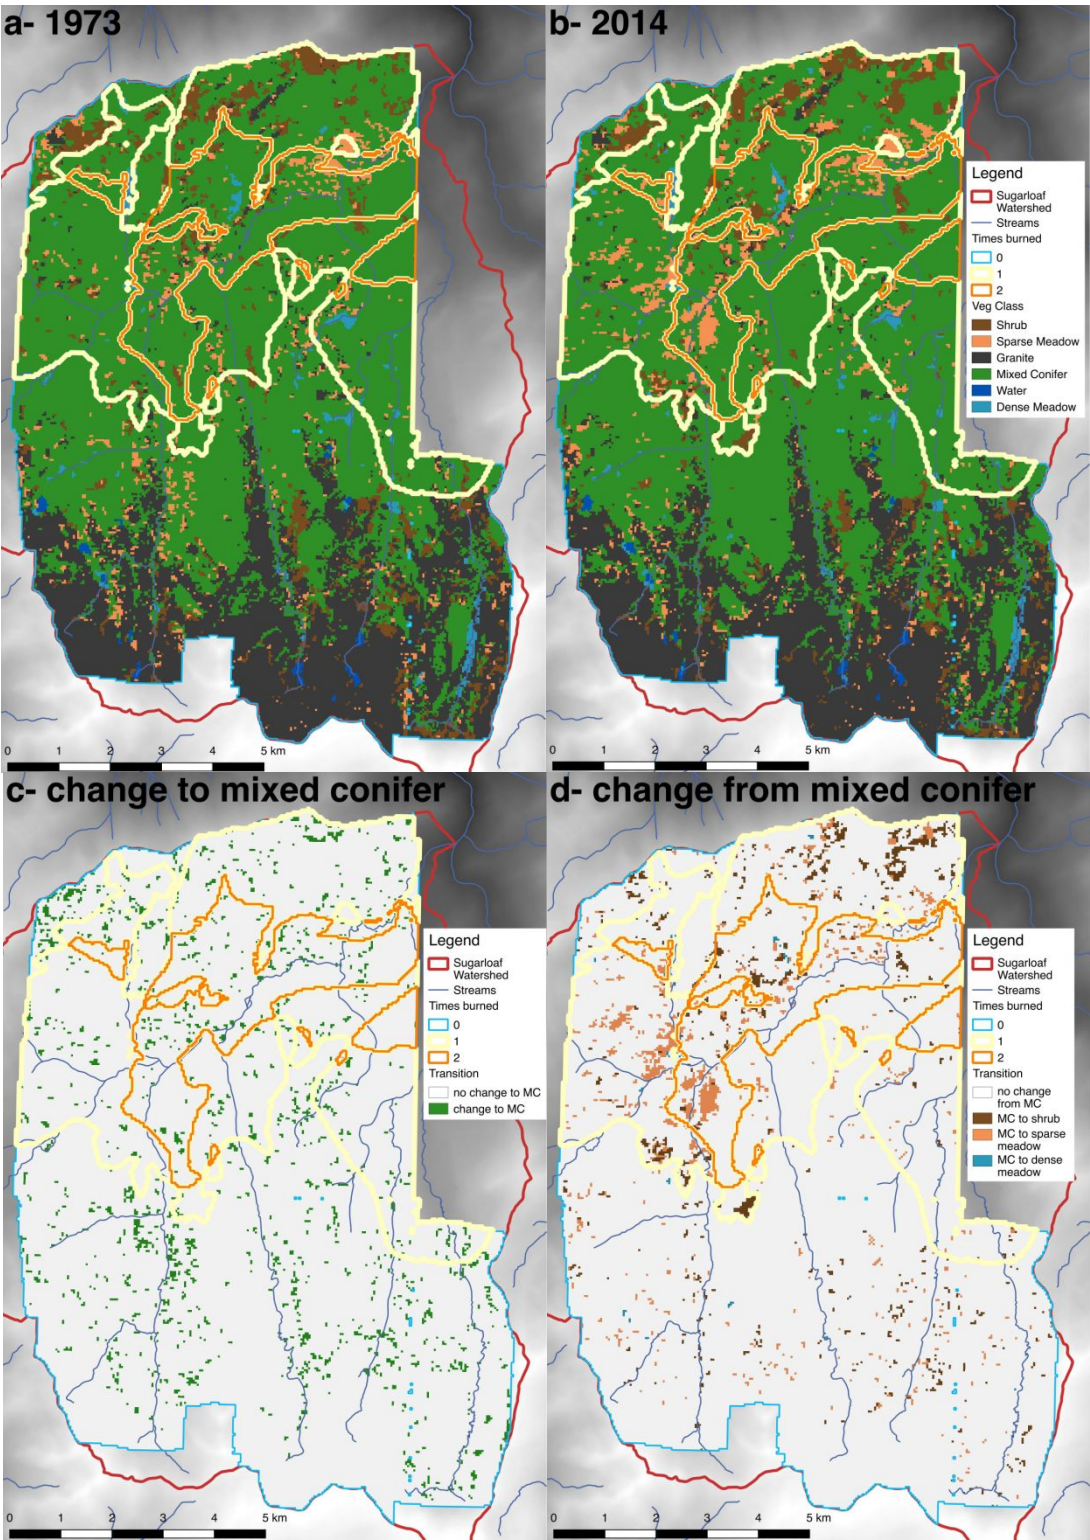 a- 1973
b- 2014
Legend
Sugarloaf
Watershed
Streams
Times burned
0
1
2
Veg Class
Shrub
Sparse Meadow
Granite
Mixed Conifer
Water
Dense Meadow
0 1 2 3 4 5 km
0 1 2 3 4 5 km
c- change to mixed conifer
d- change from mixed conifer
Legend
Sugarloaf
Watershed
Streams
Times burned
0
1
2
Transition
no change to MC
change to MC
Legend
Sugarloaf
Watershed
Streams
Times burned
0
1
2
Transition
no change
from MC
MC to shrub
MC to sparse
meadow
MC to dense
meadow
0 1 2 3 4 5 km
0 1 2 3 4 5 km